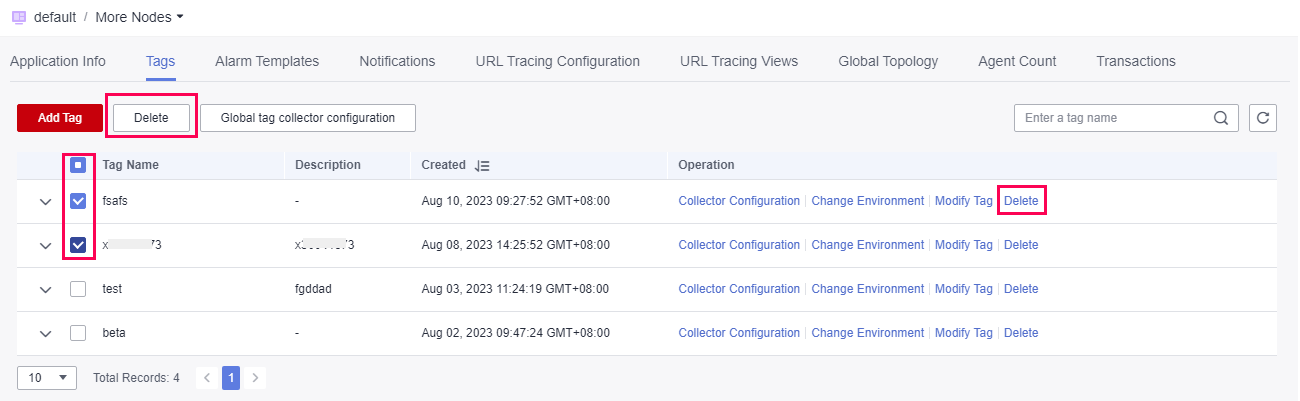 default / More Nodes
Application Info Tags Alarm Templates Notifications URL Tracing Configuration URL Tracing Views Global Topology Agent Count Transactions
Add Tag Delete Global tag collector configuration Enter a tag name
Tag Name Description Created Operation
fsafs - Aug 10, 2023 09:27:52 GMT+08:00 Collector Configuration Change Environment Modify Tag Delete
Aug 08, 2023 14:25:52 GMT+08:00 Collector Configuration Change Environment Modify Tag Delete
test fgddad Aug 03, 2023 11:24:19 GMT+08:00 Collector Configuration Change Environment Modify Tag Delete
beta - Aug 02, 2023 09:47:24 GMT+08:00 Collector Configuration Change Environment Modify Tag Delete
10 Total Records: 4 < 1 >